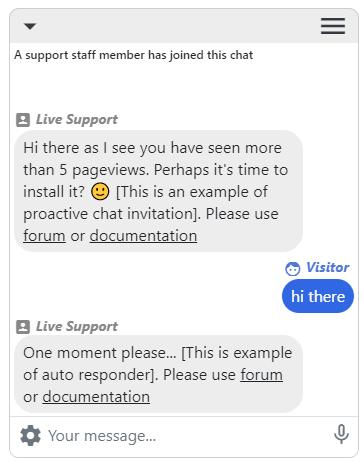 A support staff member has joined this chat
Live Support
Hi there as I see you have seen more
than 5 pageviews. Perhaps it's time to
install it? 🙂 [This is an example of
proactive chat invitation]. Please use
forum or documentation
Visitor
hi there
Live Support
One moment please... [This is example
of auto responder]. Please use forum
or documentation
Your message...